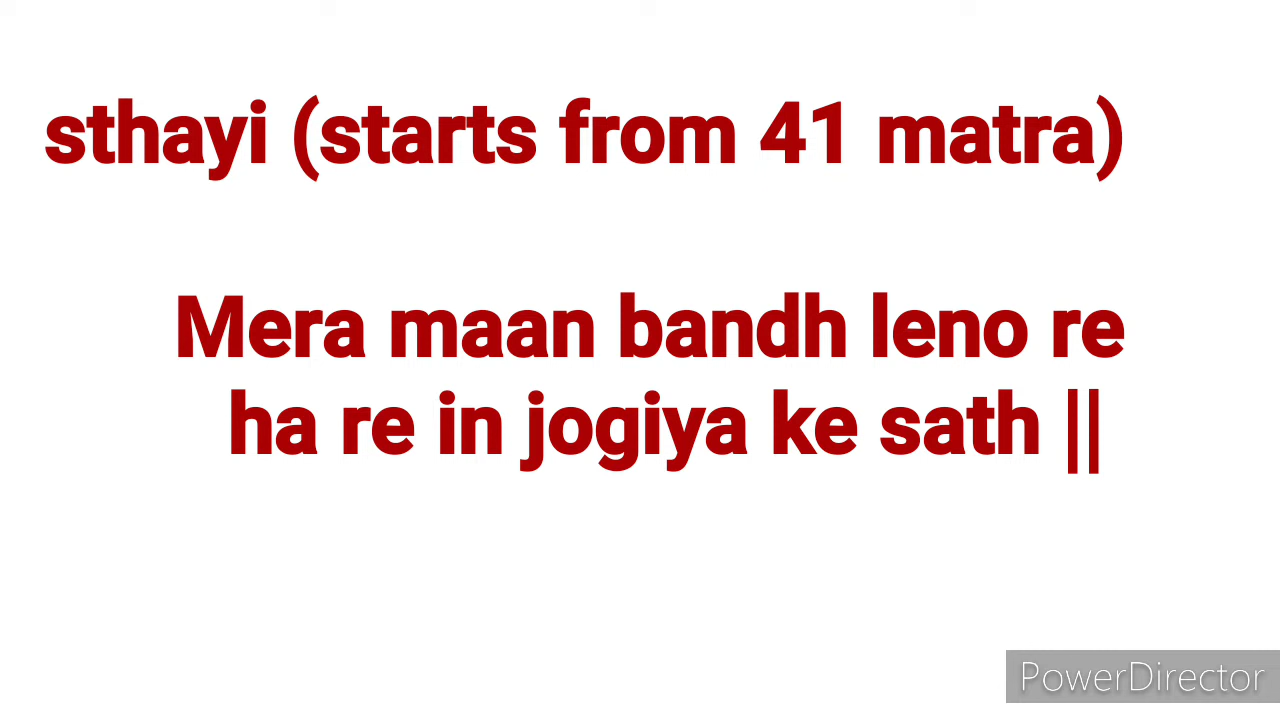 sthayi (starts from 41 matra)
Mera maan bandh leno re
ha re in jogiya ke sath ||
PowerDirector